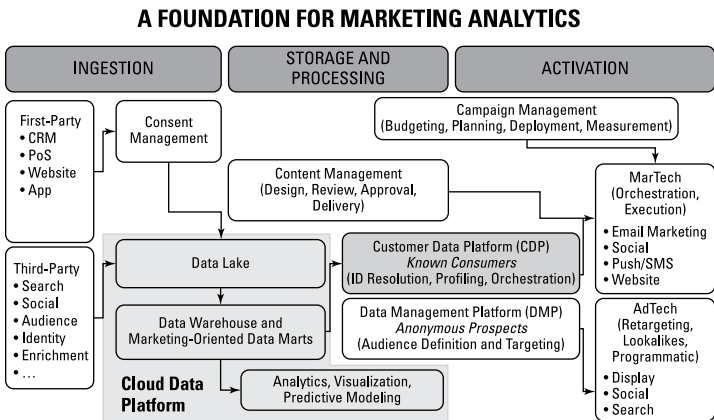 A FOUNDATION FOR MARKETING ANALYTICS
INGESTION
STORAGE AND
PROCESSING
ACTIVATION
First-Party
• CRM
• PoS
• Website
• App
Consent
Management
Campaign Management
(Budgeting, Planning, Deployment, Measurement)
Content Management
(Design, Review, Approval,
Delivery)
MarTech
(Orchestration,
Execution)
• Email Marketing
• Social
• Push/SMS
• Website
Third-Party
• Search
• Social
• Audience
• Identity
• Enrichment
• ...
Data Lake
Customer Data Platform (CDP)
Known Consumers
(ID Resolution, Profiling, Orchestration)
Data Warehouse and
Marketing-Oriented Data Marts
Data Management Platform (DMP)
Anonymous Prospects
(Audience Definition and Targeting)
AdTech
(Retargeting,
Lookalikes,
Programmatic)
• Display
• Social
• Search
Cloud Data
Platform
Analytics, Visualization,
Predictive Modeling